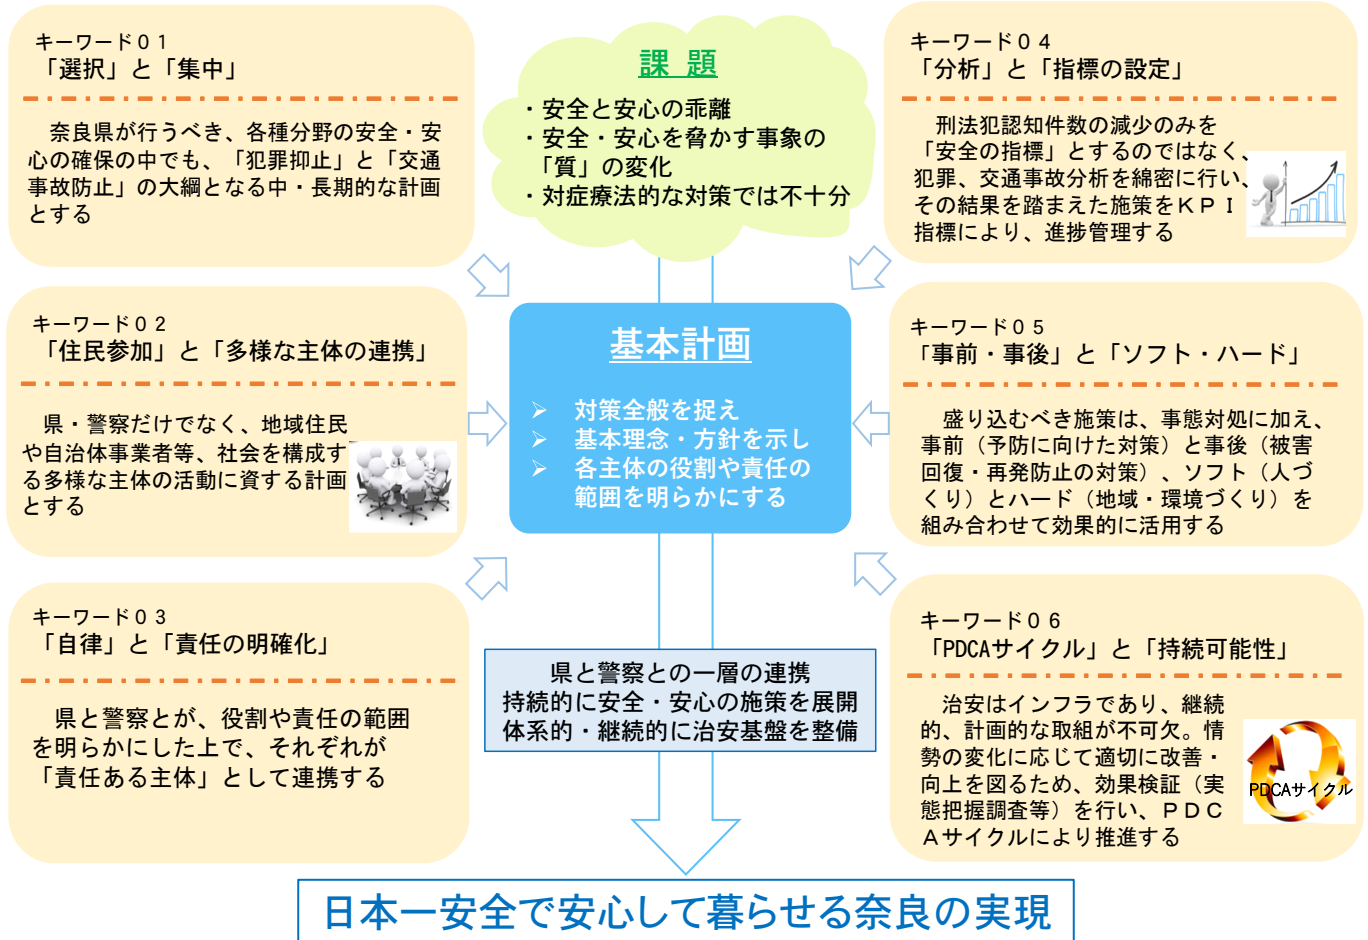 キーワード０１
「選択」と「集中」
奈良県が行うべき、各種分野の安全・安
心の確保の中でも、「犯罪抑止」と「交通
事故防止」の大綱となる中・長期的な計画
とする
キーワード０２
「住民参加」と「多様な主体の連携」
県・警察だけでなく、地域住民
や自治体事業者等、社会を構成す
る多様な主体の活動に資する計画
とする
キーワード０３
「自律」と「責任の明確化」
県と警察とが、役割や責任の範囲
を明らかにした上で、それぞれが
「責任ある主体」として連携する
課 題
・安全と安心の乖離
・安全・安心を脅かす事象の
「質」の変化
・対症療法的な対策では不十分
基本計画
➢ 対策全般を捉え
➢ 基本理念・方針を示し
➢ 各主体の役割や責任の
範囲を明らかにする
県と警察との一層の連携
持続的に安全・安心の施策を展開
体系的・継続的に治安基盤を整備
キーワード０４
「分析」と「指標の設定」
刑法犯認知件数の減少のみを
「安全の指標」とするのではなく、
犯罪、交通事故分析を綿密に行い、
その結果を踏まえた施策をＫＰＩ
指標により、進捗管理する
キーワード０５
「事前・事後」と「ソフト・ハード」
盛り込むべき施策は、事態対処に加え、
事前（予防に向けた対策）と事後（被害
回復・再発防止の対策）、ソフト（人づ
くり）とハード（地域・環境づくり）を
組み合わせて効果的に活用する
キーワード０６
「PDCAサイクル」と「持続可能性」
治安はインフラであり、継続
的、計画的な取組が不可欠。情
勢の変化に応じて適切に改善・
向上を図るため、効果検証（実
態把握調査等）を行い、ＰＤＣ
Ａサイクルにより推進する
PDCAサイクル
日本一安全で安心して暮らせる奈良の実現